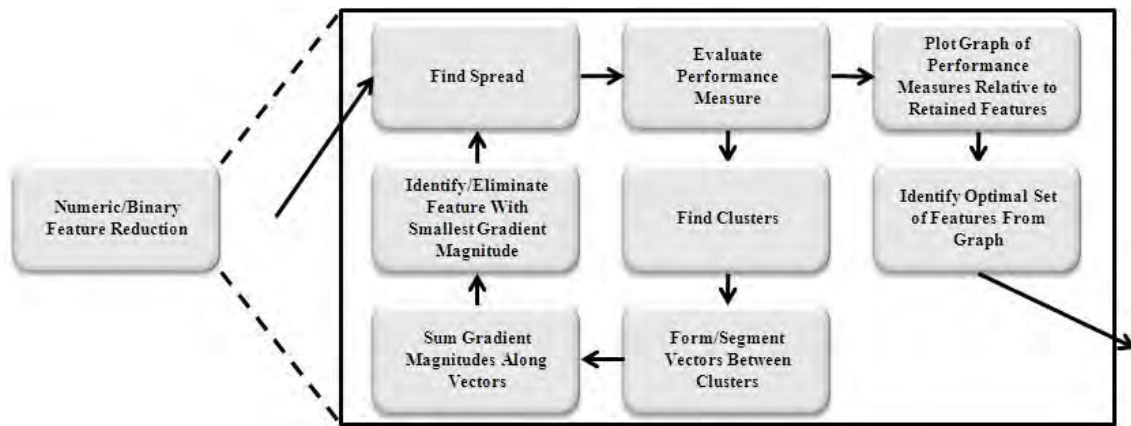 Numeric/Binary
Feature Reduction
Find Spread
Evaluate
Performance
Measure
Plot Graph of
Performance
Measures Relative to
Retained Features
Identify/Eliminate
Feature With
Smallest Gradient
Magnitude
Find Clusters
Identify Optimal Set
of Features From
Graph
Sum Gradient
Magnitudes Along
Vectors
Form/Segment
Vectors Between
Clusters